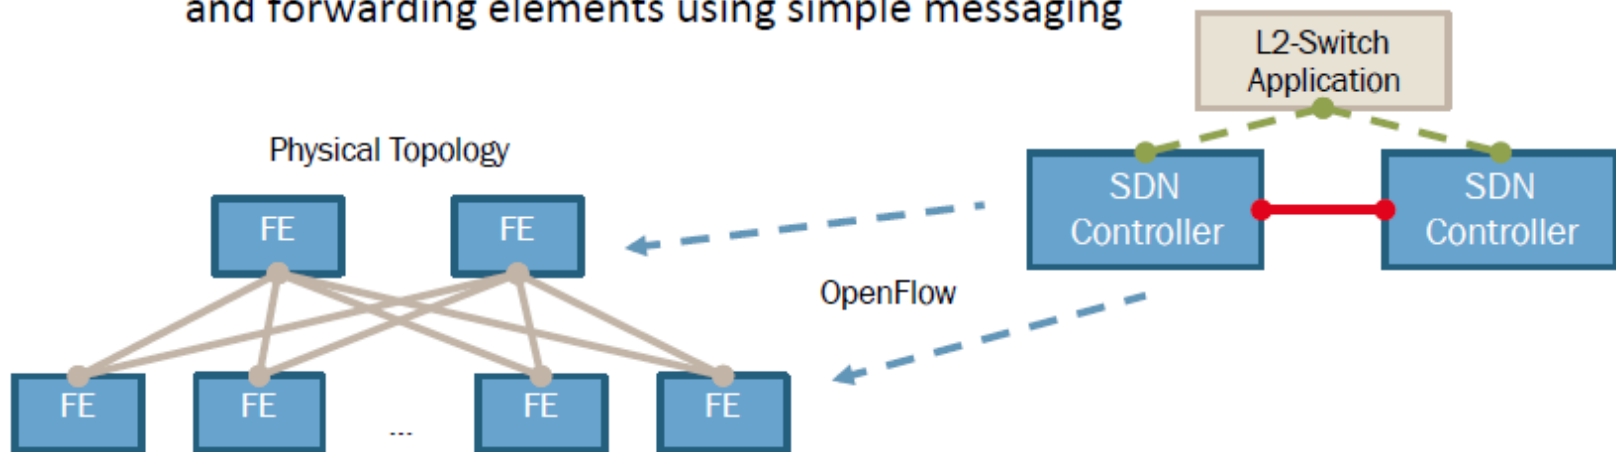 and forwarding elements using simple messaging
L2-Switch
Application
Physical Topology
SDN
Controller
SDN
Controller
FE
FE
OpenFlow
FE
FE
...
FE
FE